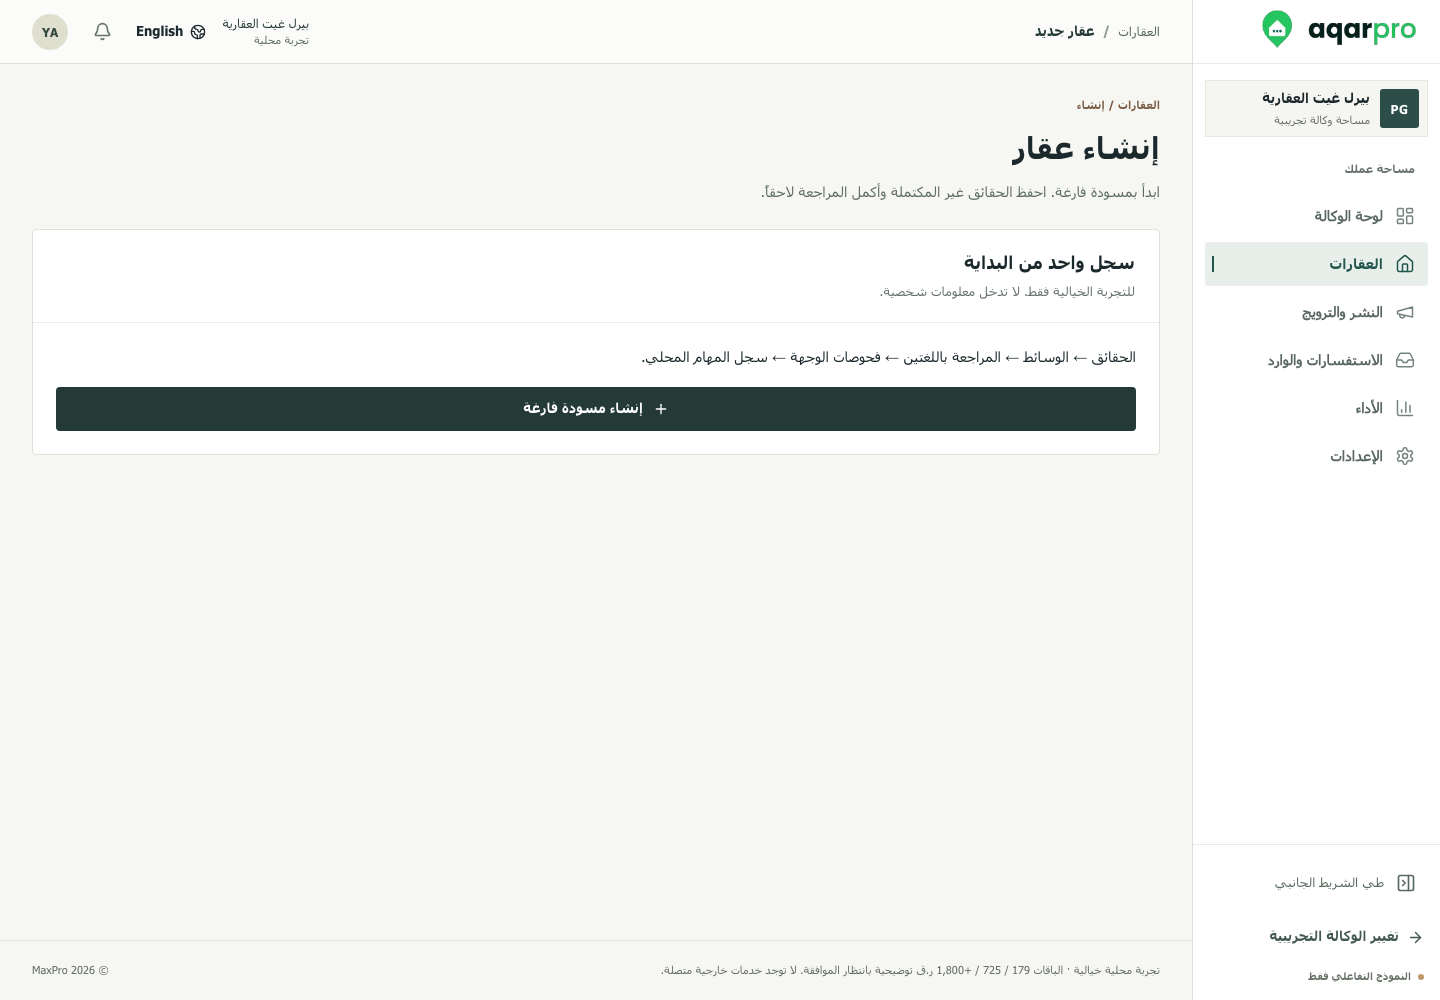 aqarpro
PG
بيرل غيت العقارية
مساحة وكالة تجريبية
مساحة عملك
لوحة الوكالة
العقارات
النشر والترويج
الاستفسارات والوارد
الأداء
الإعدادات
طي الشريط الجانبي
تغيير الوكالة التجريبية
النموذج التفاعلي فقط
العقارات / عقار جديد
بيرل غيت العقارية
تجربة محلية
English
YA
العقارات / إنشاء
إنشاء عقار
ابدأ بمسودة فارغة. احفظ الحقائق غير المكتملة وأكمل المراجعة لاحقاً.
سجل واحد من البداية
للتجربة الخيالية فقط. لا تدخل معلومات شخصية.
الحقائق ← الوسائط ← المراجعة باللغتين ← فحوصات الوجهة ← سجل المهام المحلي.
إنشاء مسودة فارغة
تجربة محلية خيالية · الباقات 179 / 725 / +1,800 ر.ق توضيحية بانتظار الموافقة. لا توجد خدمات خارجية متصلة.
© 2026 MaxPro